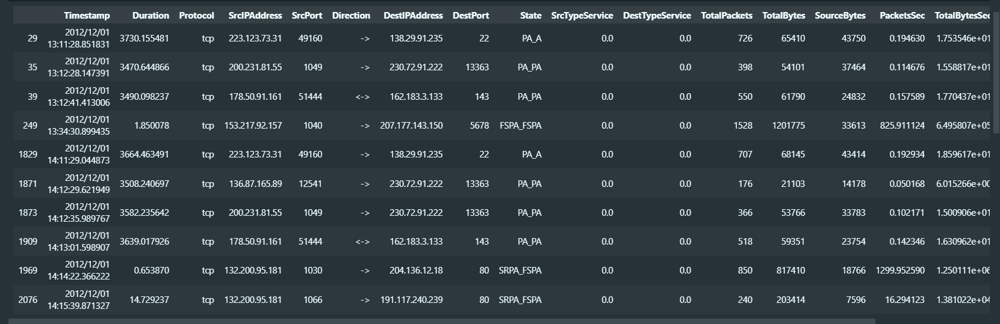 Timestamp Duration Protocol SrcIPAddress SrcPort Direction DestIPAddress DestPort State SrcTypeService DestTypeService TotalPackets TotalBytes SourceBytes PacketsSec TotalBytesSec
29 2012/12/01 13:11:28.851831 3730.155481 tcp 223.123.73.31 49160 -> 138.29.91.235 22 PA_A 0.0 0.0 726 65410 43750 0.194630 1.753546e+01
35 2012/12/01 13:12:28.147391 3470.644866 tcp 200.231.81.55 1049 -> 230.72.91.222 13363 PA_PA 0.0 0.0 398 54101 37464 0.114676 1.558817e+01
39 2012/12/01 13:12:41.413006 3490.098237 tcp 178.50.91.161 51444 <-> 162.183.3.133 143 PA_PA 0.0 0.0 550 61790 24832 0.157589 1.770437e+01
249 2012/12/01 13:34:30.899435 1.850078 tcp 153.217.92.157 1040 -> 207.177.143.150 5678 FSPA_FSPA 0.0 0.0 1528 1201775 33613 825.911124 6.495807e+05
1829 2012/12/01 14:11:29.044873 3664.463491 tcp 223.123.73.31 49160 -> 138.29.91.235 22 PA_A 0.0 0.0 707 68145 43414 0.192934 1.859617e+01
1871 2012/12/01 14:12:29.621949 3508.240697 tcp 136.87.165.89 12541 -> 230.72.91.222 13363 PA_PA 0.0 0.0 176 21103 14178 0.050168 6.015266e+00
1873 2012/12/01 14:12:35.989767 3582.235642 tcp 200.231.81.55 1049 -> 230.72.91.222 13363 PA_PA 0.0 0.0 366 53766 33783 0.102171 1.500906e+01
1909 2012/12/01 14:13:01.598907 3639.017926 tcp 178.50.91.161 51444 <-> 162.183.3.133 143 PA_PA 0.0 0.0 518 59351 23754 0.142346 1.630962e+01
1969 2012/12/01 14:14:22.366222 0.653870 tcp 132.200.95.181 1030 -> 204.136.12.18 80 SRPA_FSPA 0.0 0.0 850 817410 18766 1299.952590 1.250111e+06
2076 2012/12/01 14:15:39.871327 14.729237 tcp 132.200.95.181 1066 -> 191.117.240.239 80 SRPA_FSPA 0.0 0.0 240 203414 7596 16.294123 1.381022e+04